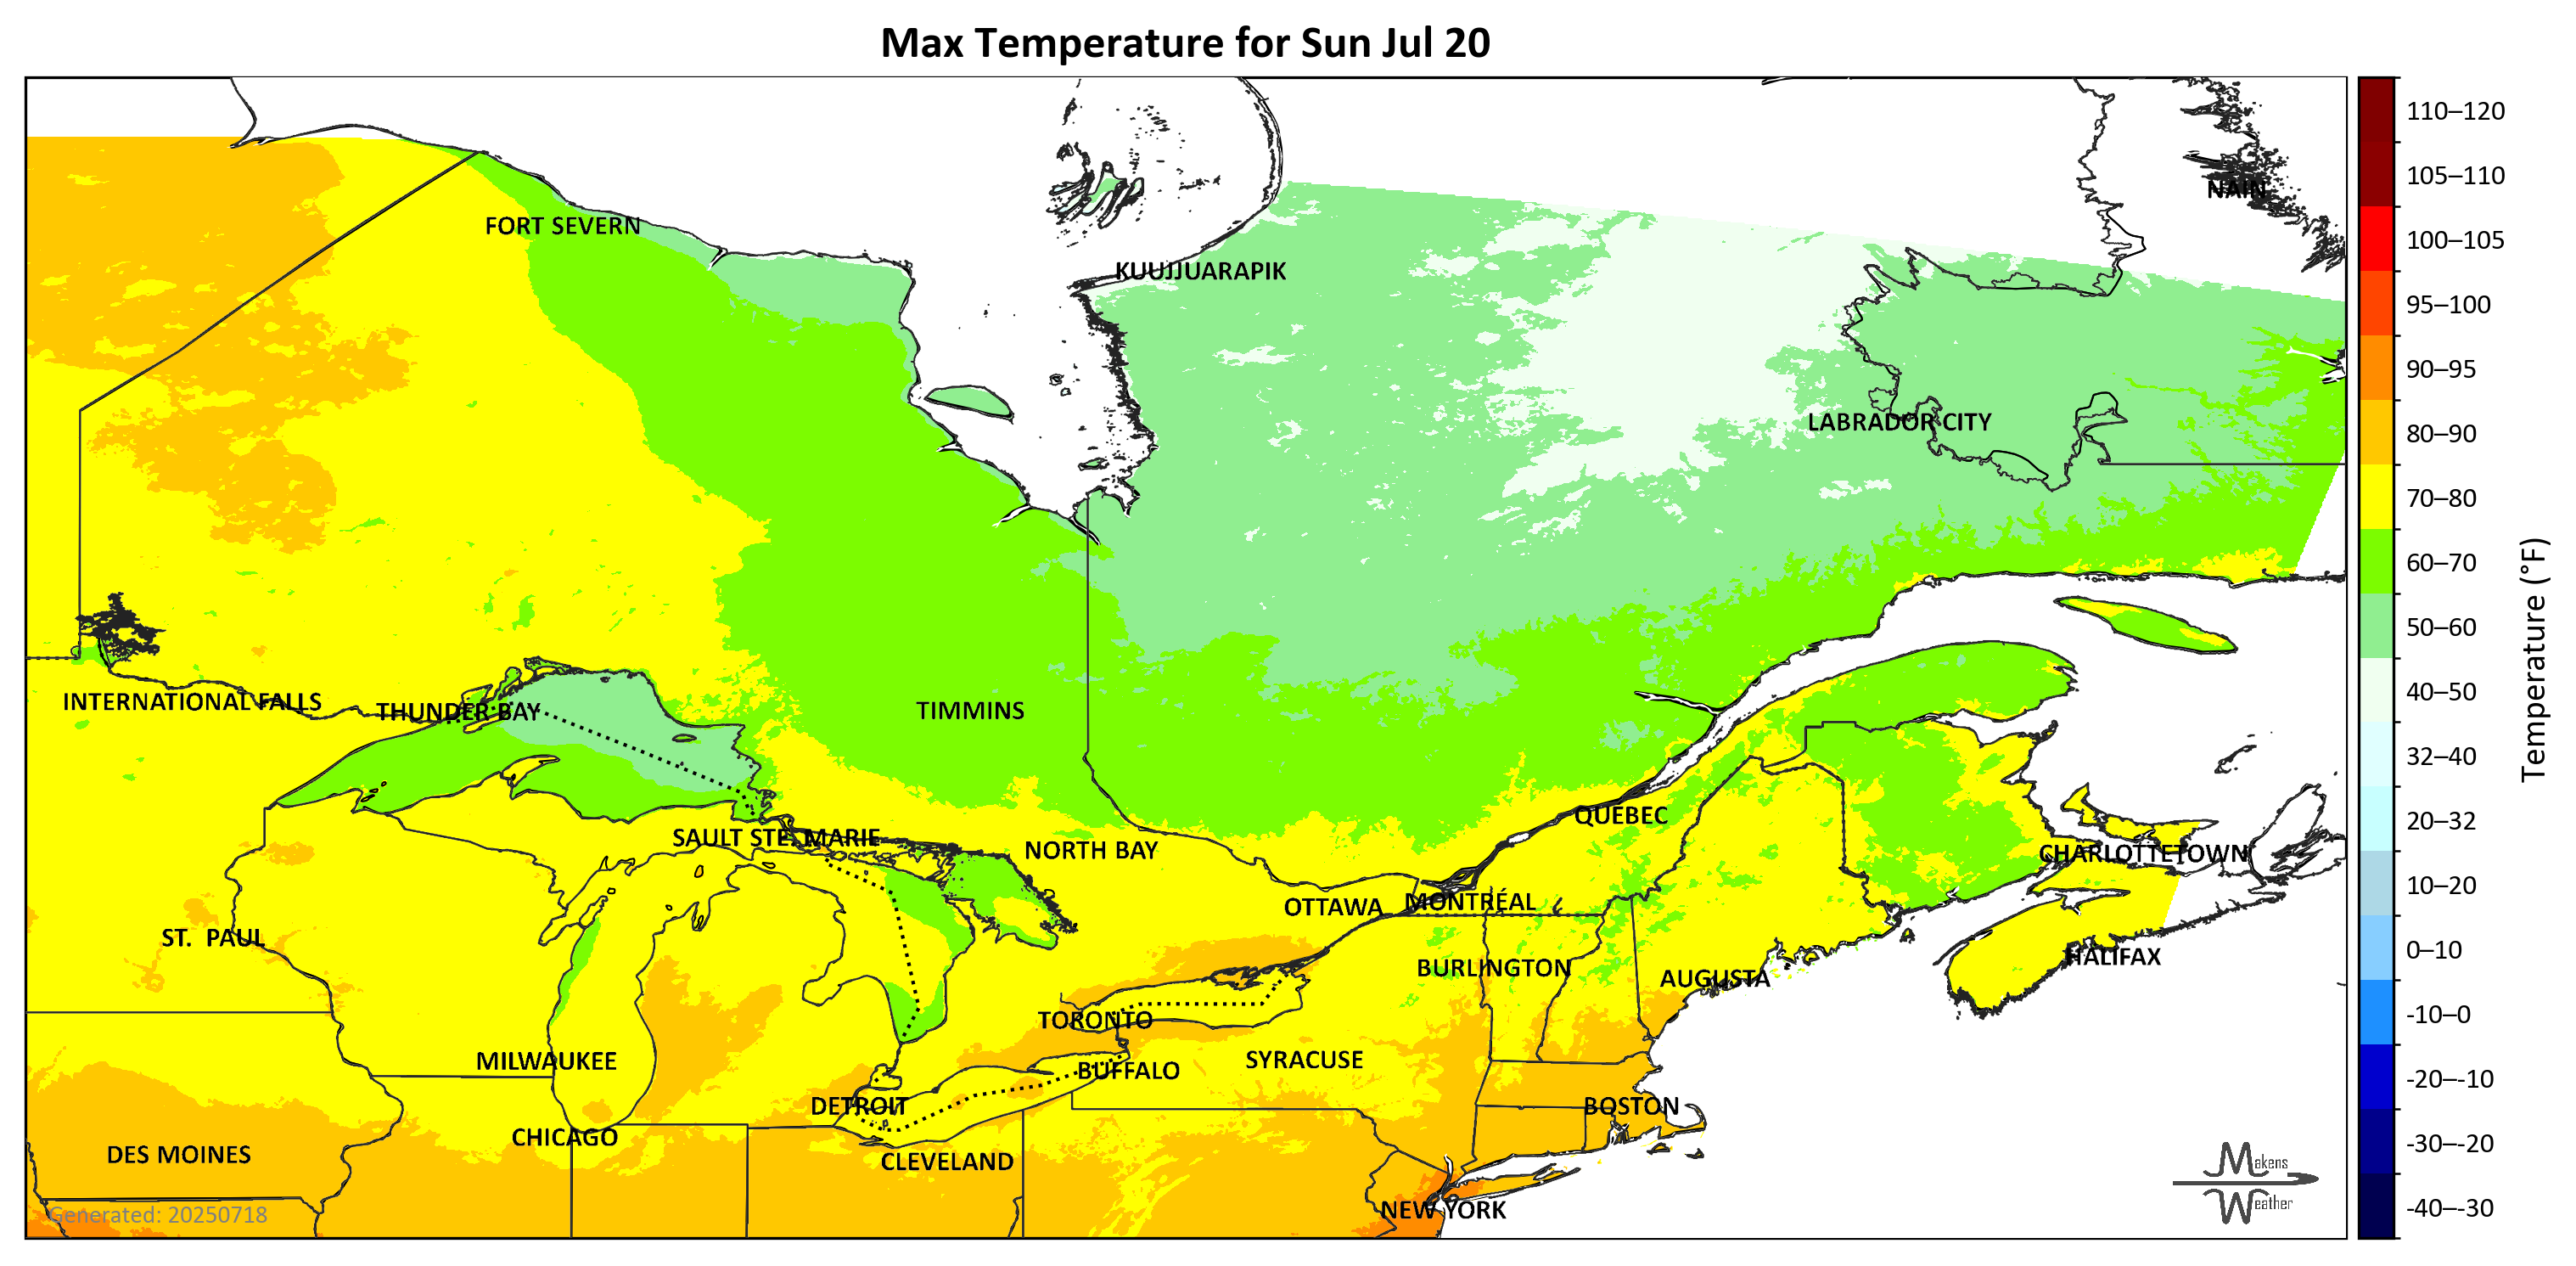 Max Temperature for Sun Jul 20
110–120
105–110
NAIN
FORT SEVERN
100–105
KUUJJUARAPIK
95–100
90–95
LABRADOR CITY
80–90
70–80
60–70
Temperature (°F)
50–60
INTERNATIONAL FALLS
THUNDER BAY
TIMMINS
40–50
32–40
QUEBEC
20–32
SAULT STE. MARIE
NORTH BAY
CHARLOTTETOWN
10–20
OTTAWA
MONTRÉAL
ST. PAUL
0–10
HALIFAX
BURLINGTON
AUGUSTA
-10–0
TORONTO
MILWAUKEE
SYRACUSE
BUFFALO
-20–-10
DETROIT
BOSTON
CHICAGO
-30–-20
DES MOINES
CLEVELAND
Makens
Weather
NEW YORK
-40–-30
Generated: 20250718